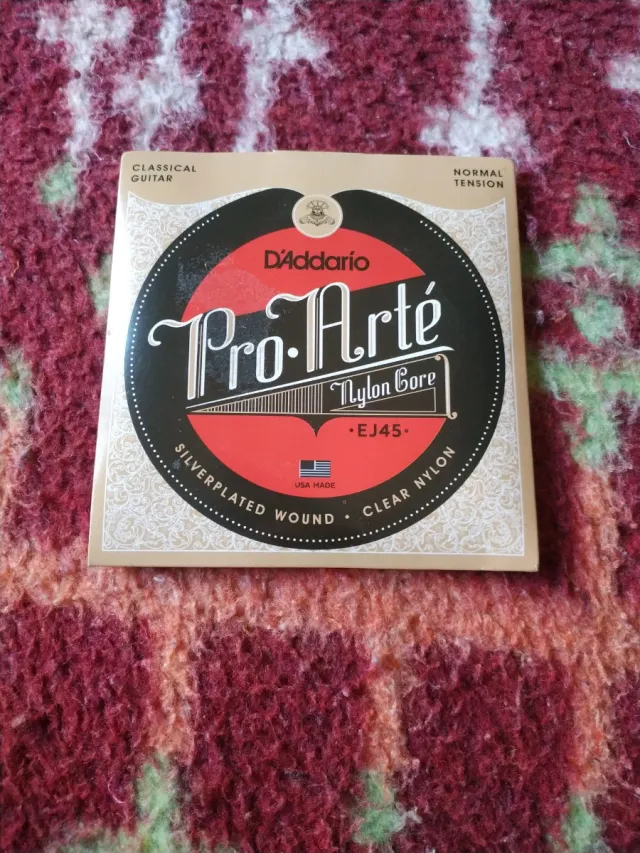 CLASSICAL
GUITAR
NORMAL
TENSION
D'Addario
Pro·Arté
Nylon Core
·EJ45·
USA MADE
SILVERPLATED WOUND · CLEAR NYLON